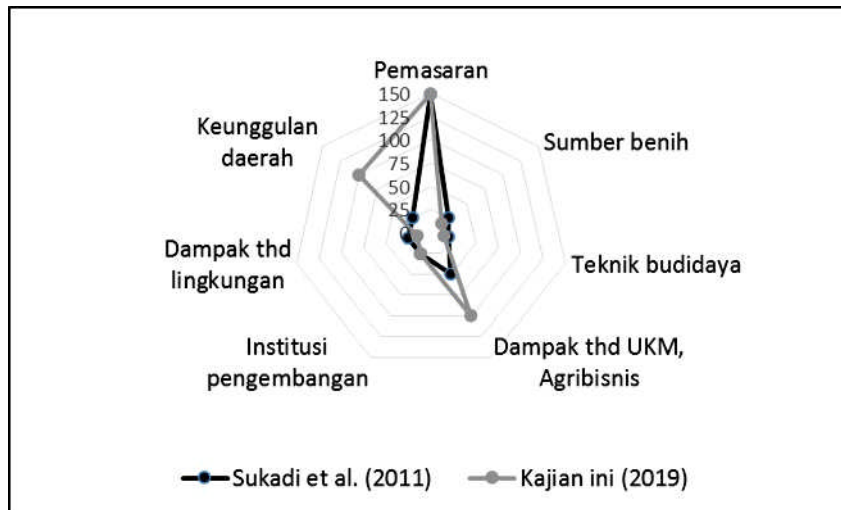 Pemasaran
150
125
100
75
50
25
0
Keunggulan
daerah
Sumber benih
Dampak thd
lingkungan
Teknik budidaya
Institusi
pengembangan
Dampak thd UKM,
Agribisnis
Sukadi et al. (2011)
Kajian ini (2019)